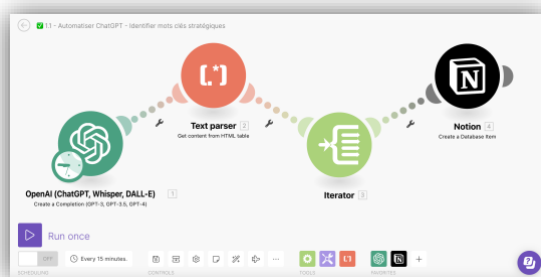 1.1 - Automatiser ChatGPT - Identifier mots clés stratégiques
[.*]
Text parser 2
Get content from HTML table
N
Notion 4
Create a Database Item
OpenAI (ChatGPT, Whisper, DALL-E) 1
Create a Completion (GPT-3, GPT-3.5, GPT-4)
Iterator 3
Run once
OFF
Every 15 minutes.
SCHEDULING
CONTROLS
TOOLS
FAVORITES